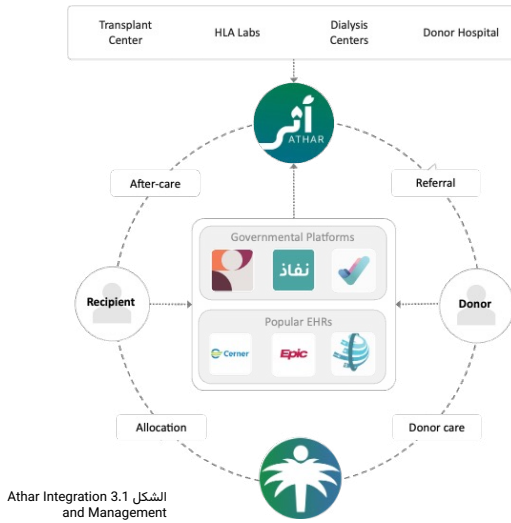 Transplant
Center
HLA Labs
Dialysis
Centers
Donor Hospital
أثر
ATHAR
After-care
Referral
Governmental Platforms
نفاذ
Recipient
Donor
Popular EHRs
Cerner
Epic
Allocation
Donor care
الشكل 3.1 Athar Integration
and Management